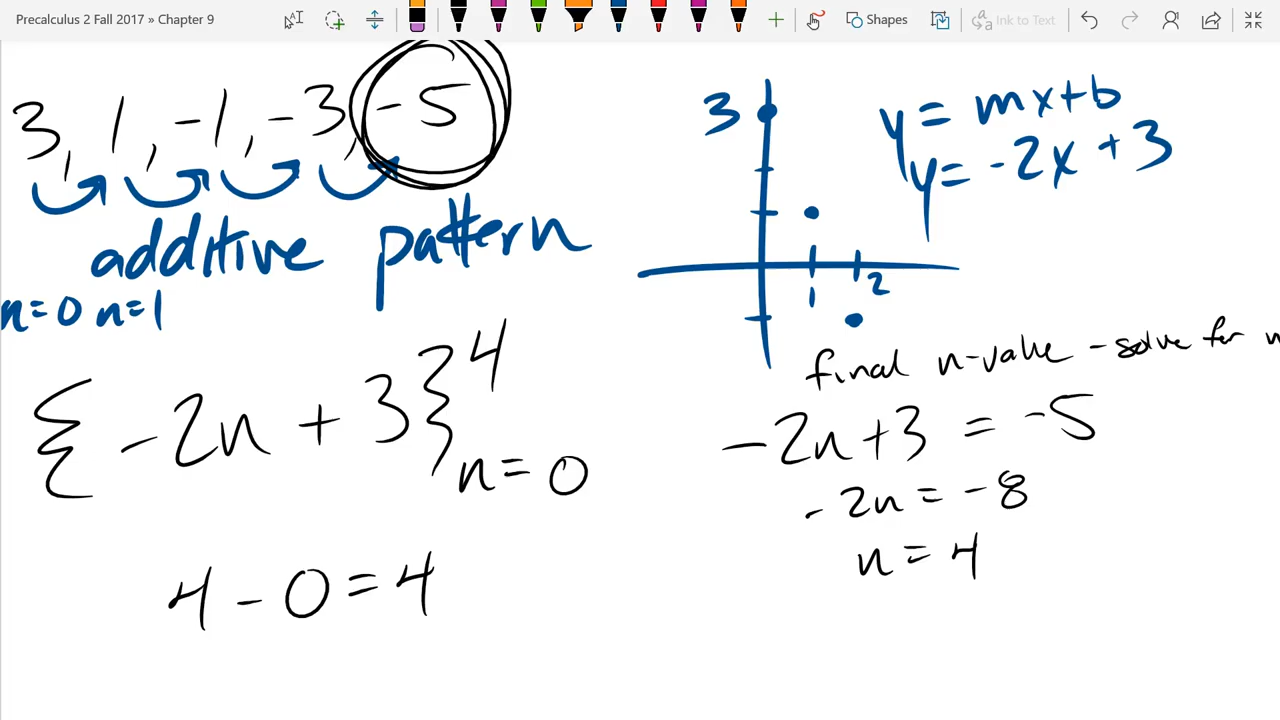 Precalculus 2 Fall 2017 » Chapter 9
Shapes
Ink to Text
3, 1, -1, -3, -5
additive pattern
n=0 n=1
{ -2n + 3 }⁴ n=0
4 - 0 = 4
3
1
2
y = mx+b
y = -2x + 3
final n-value - solve for n
-2n+3 = -5
-2n = -8
n = 4